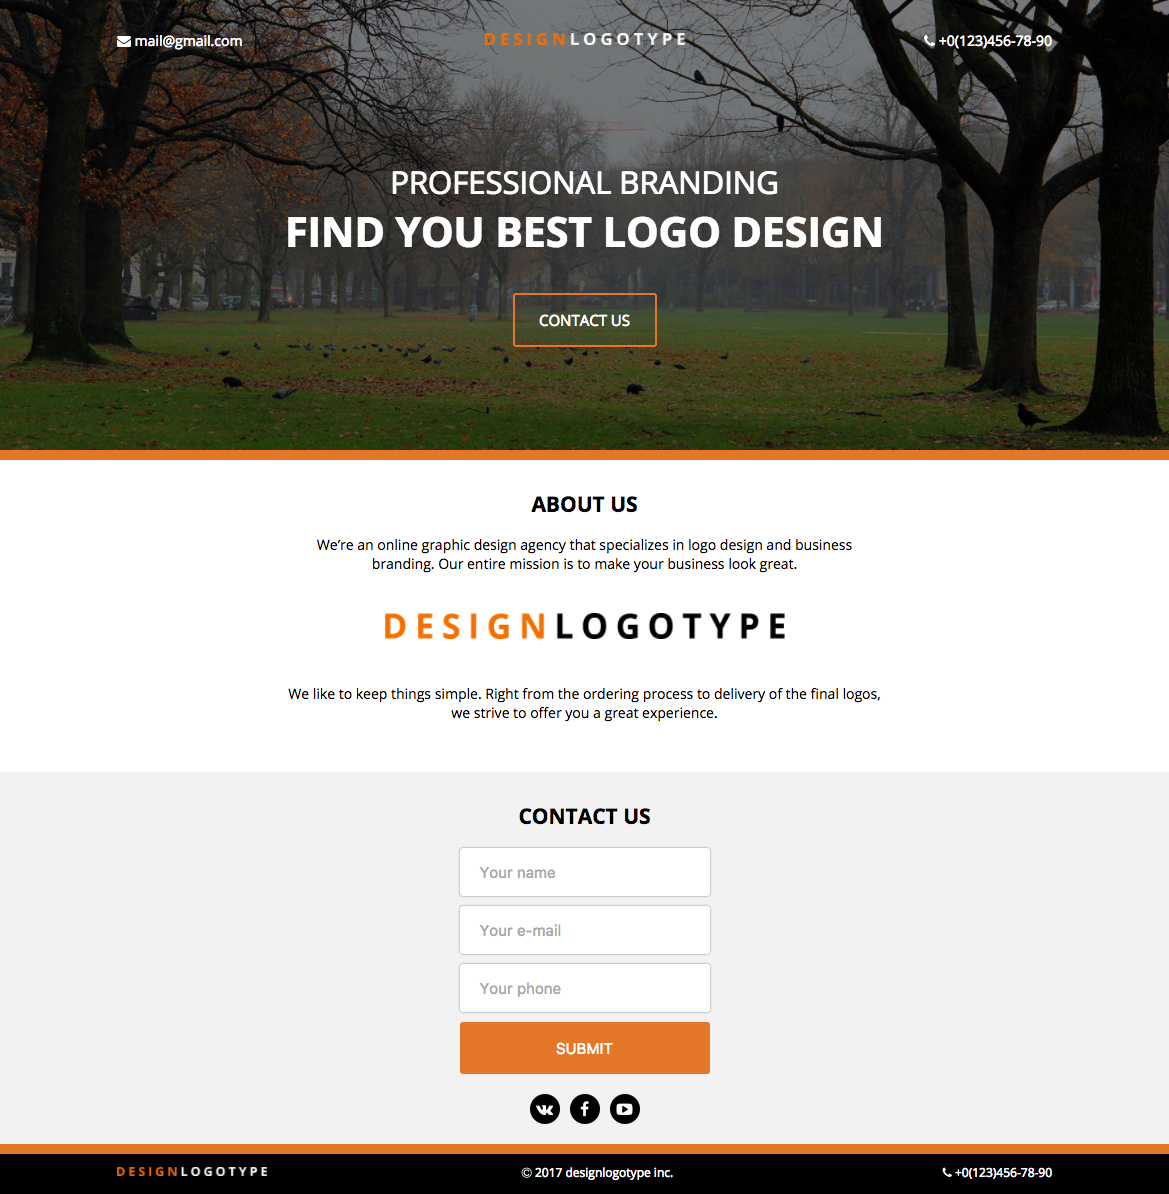 mail@gmail.com
DESIGNLOGOTYPE
+0(123)456-78-90
PROFESSIONAL BRANDING
FIND YOU BEST LOGO DESIGN
CONTACT US
ABOUT US
We’re an online graphic design agency that specializes in logo design and business
branding. Our entire mission is to make your business look great.
DESIGNLOGOTYPE
We like to keep things simple. Right from the ordering process to delivery of the final logos,
we strive to offer you a great experience.
CONTACT US
Your name
Your e-mail
Your phone
SUBMIT
DESIGNLOGOTYPE
© 2017 designlogotype inc.
+0(123)456-78-90